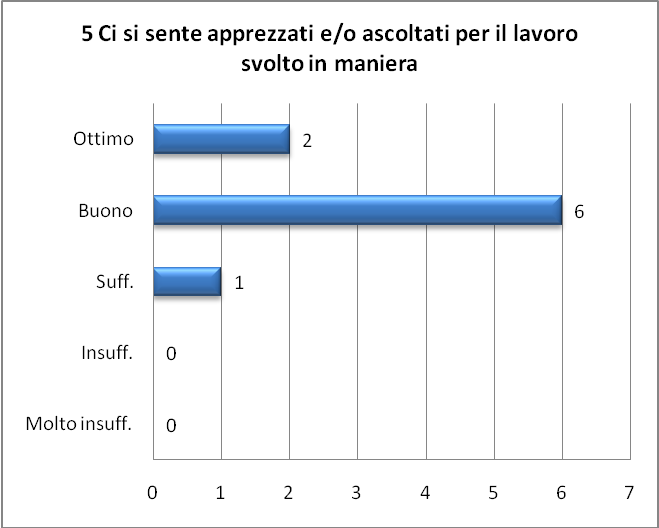 5 Ci si sente apprezzati e/o ascoltati per il lavoro
svolto in maniera
Ottimo 2
Buono 6
Suff. 1
Insuff. 0
Molto insuff. 0
0 1 2 3 4 5 6 7